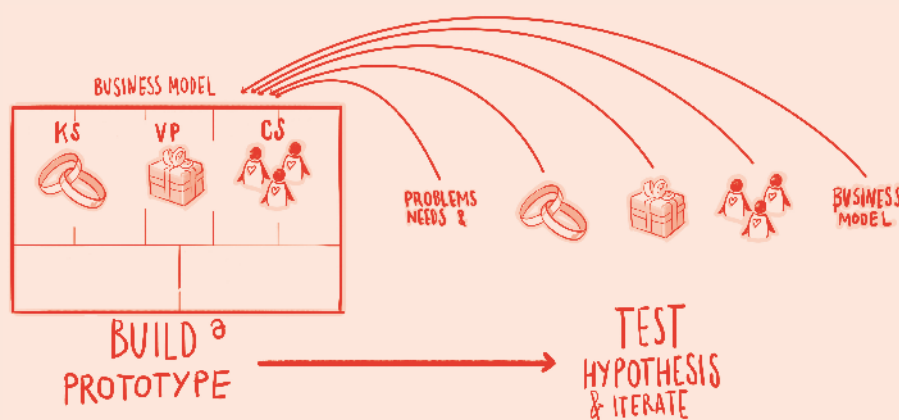 BUSINESS MODEL
KS VP CS
PROBLEMS
NEEDS &
BUSINESS
MODEL
BUILD a
PROTOTYPE
TEST
HYPOTHESIS
& ITERATE